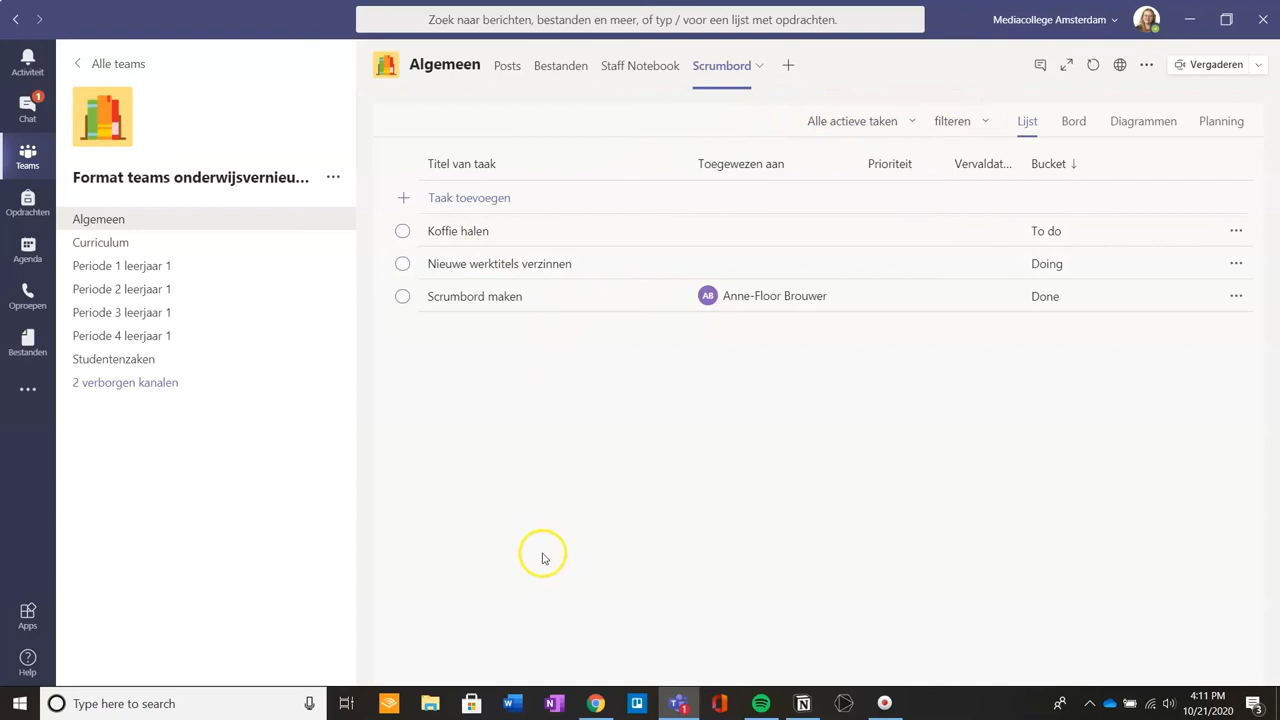 Zoek naar berichten, bestanden en meer, of typ / voor een lijst met opdrachten.
Mediacollege Amsterdam
Activiteit
1
Chat
Teams
Opdrachten
Agenda
Oproepen
Bestanden
Apps
Help
Alle teams
Format teams onderwijsvernieu...
Algemeen
Curriculum
Periode 1 leerjaar 1
Periode 2 leerjaar 1
Periode 3 leerjaar 1
Periode 4 leerjaar 1
Studentenzaken
2 verborgen kanalen
Algemeen Posts Bestanden Staff Notebook Scrumbord
Vergaderen
Alle actieve taken filteren Lijst Bord Diagrammen Planning
Titel van taak Toegewezen aan Prioriteit Vervaldat... Bucket ↓
Taak toevoegen
Koffie halen To do
Nieuwe werktitels verzinnen Doing
Scrumbord maken AB Anne-Floor Brouwer Done
Type here to search
4:11 PM
10/21/2020
3